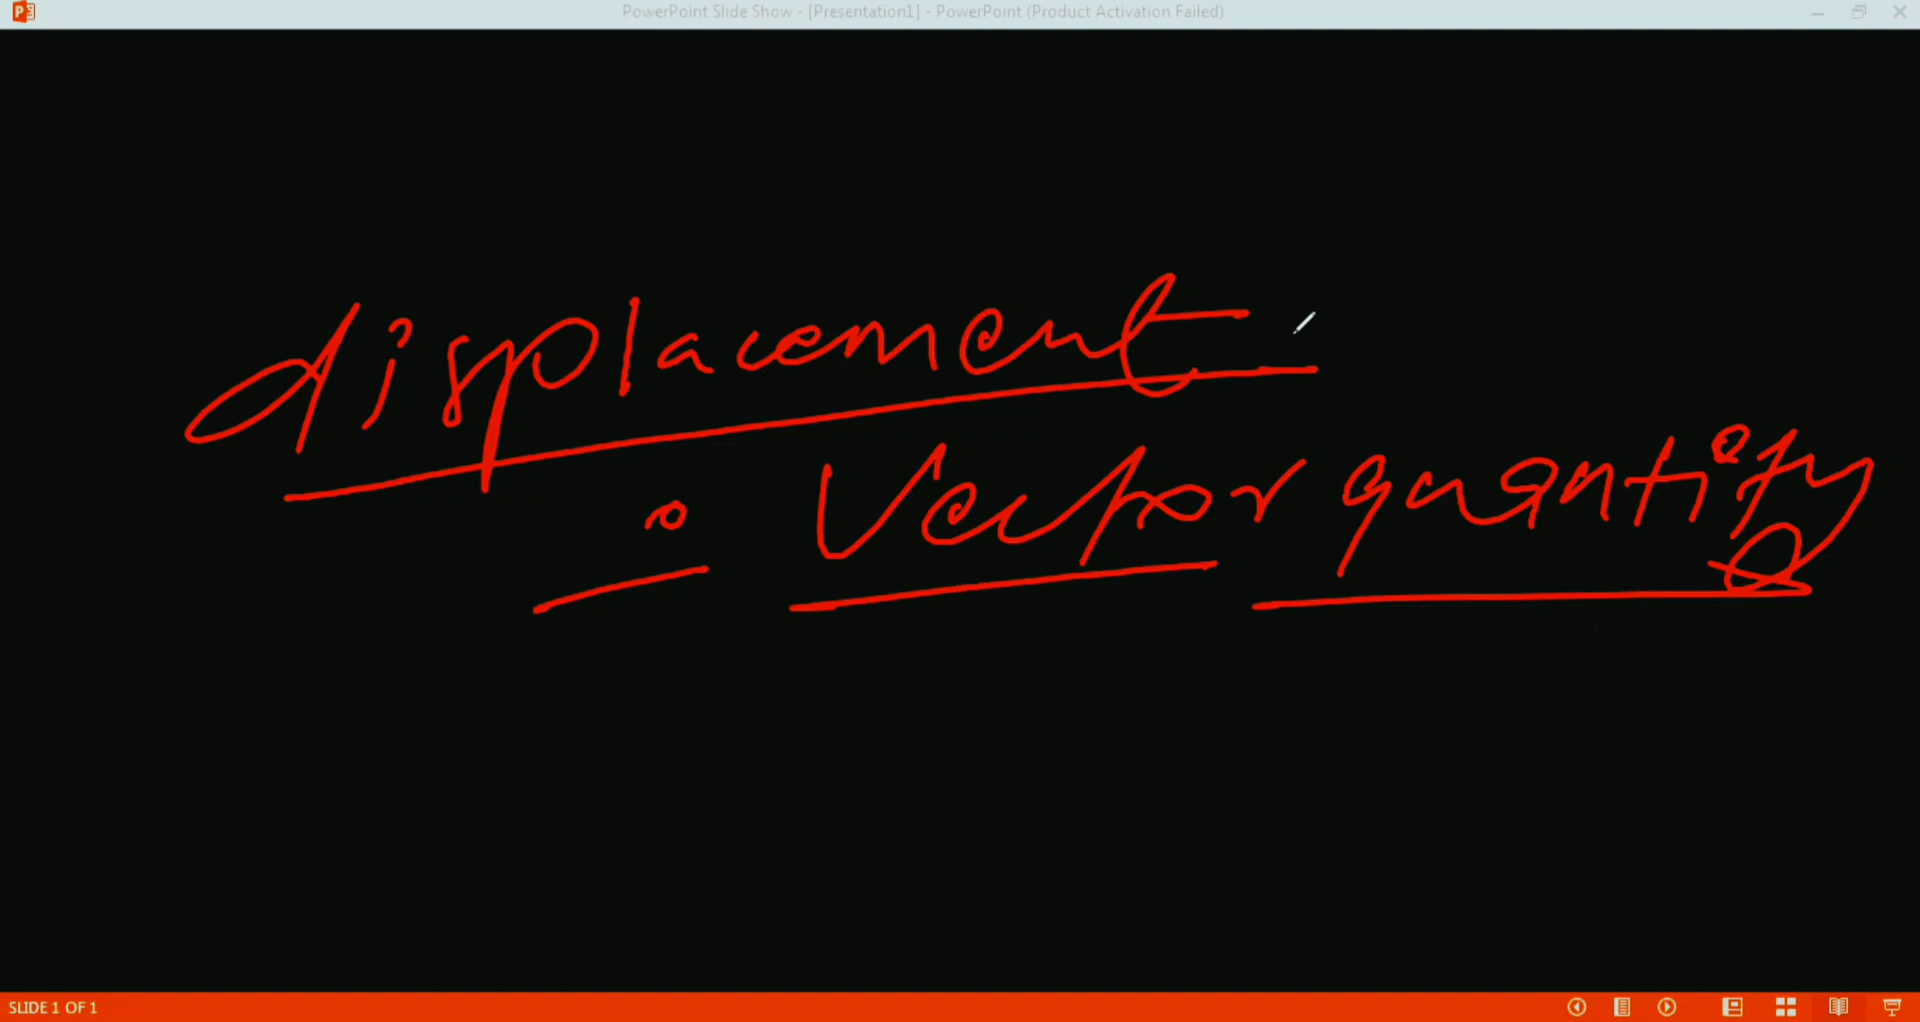 PowerPoint Slide Show - [Presentation1] - PowerPoint (Product Activation Failed)
displacement
Vector quantity
SLIDE 1 OF 1